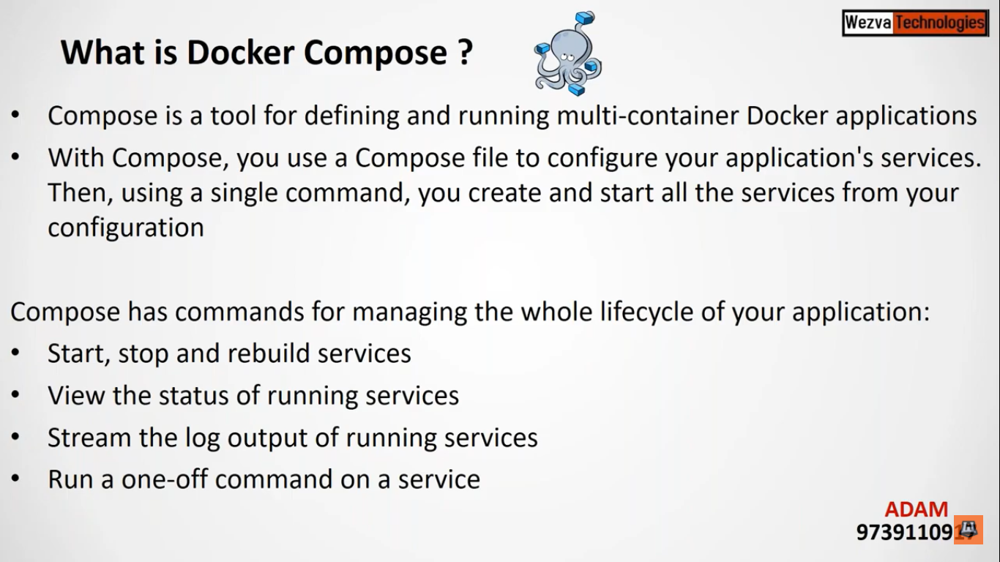 Wezva Technologies
What is Docker Compose ?
• Compose is a tool for defining and running multi-container Docker applications
• With Compose, you use a Compose file to configure your application's services.
Then, using a single command, you create and start all the services from your
configuration
Compose has commands for managing the whole lifecycle of your application:
• Start, stop and rebuild services
• View the status of running services
• Stream the log output of running services
• Run a one-off command on a service
ADAM
97391109